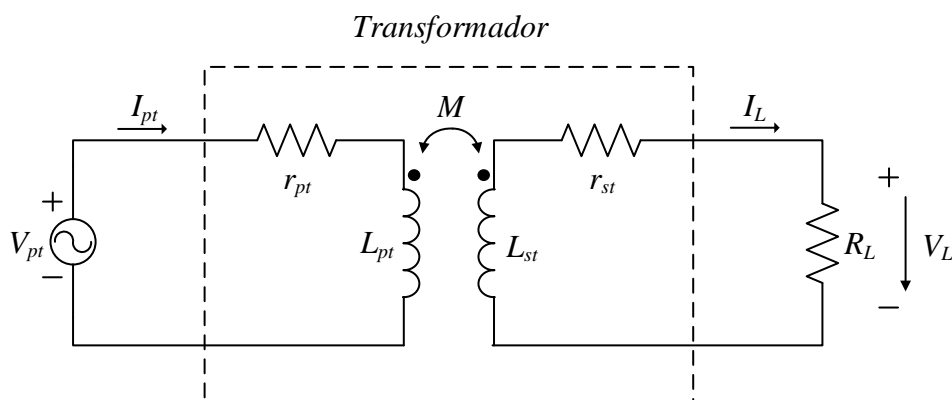 Transformador
I_pt
M
I_L
r_pt
r_st
+
+
V_pt
L_pt
L_st
R_L
V_L
−
−